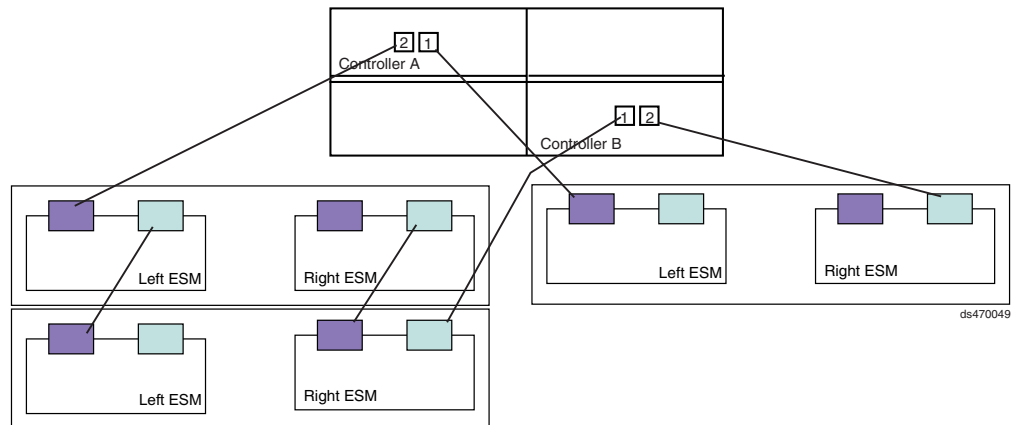 2 1
Controller A
1 2
Controller B
Left ESM
Right ESM
Left ESM
Right ESM
ds470049
Left ESM
Right ESM